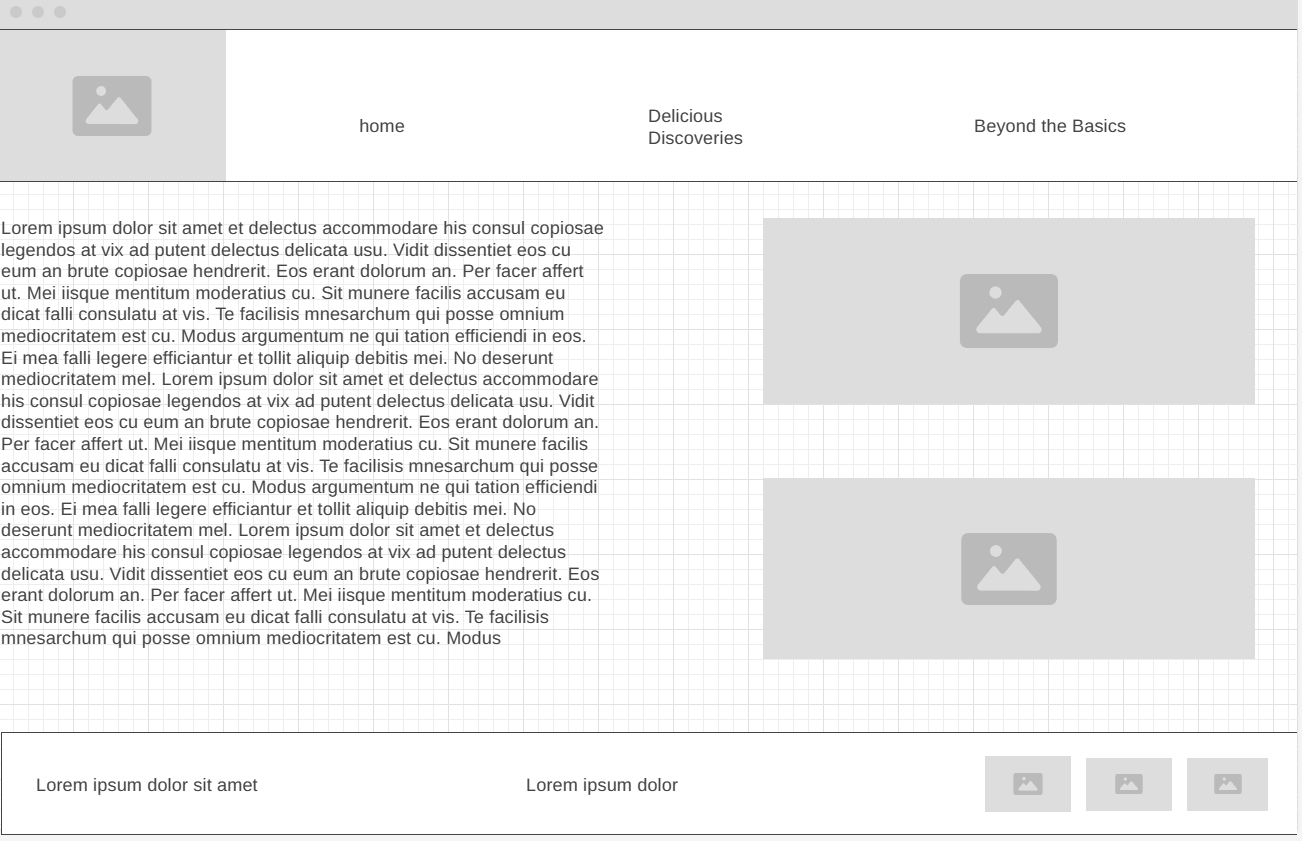 home
Delicious
Discoveries
Beyond the Basics
Lorem ipsum dolor sit amet et delectus accommodare his consul copiosae
legendos at vix ad putent delectus delicata usu. Vidit dissentiet eos cu
eum an brute copiosae hendrerit. Eos erant dolorum an. Per facer affert
ut. Mei iisque mentitum moderatius cu. Sit munere facilis accusam eu
dicat falli consulatu at vis. Te facilisis mnesarchum qui posse omnium
mediocritatem est cu. Modus argumentum ne qui tation efficiendi in eos.
Ei mea falli legere efficiantur et tollit aliquip debitis mei. No deserunt
mediocritatem mel. Lorem ipsum dolor sit amet et delectus accommodare
his consul copiosae legendos at vix ad putent delectus delicata usu. Vidit
dissentiet eos cu eum an brute copiosae hendrerit. Eos erant dolorum an.
Per facer affert ut. Mei iisque mentitum moderatius cu. Sit munere facilis
accusam eu dicat falli consulatu at vis. Te facilisis mnesarchum qui posse
omnium mediocritatem est cu. Modus argumentum ne qui tation efficiendi
in eos. Ei mea falli legere efficiantur et tollit aliquip debitis mei. No
deserunt mediocritatem mel. Lorem ipsum dolor sit amet et delectus
accommodare his consul copiosae legendos at vix ad putent delectus
delicata usu. Vidit dissentiet eos cu eum an brute copiosae hendrerit. Eos
erant dolorum an. Per facer affert ut. Mei iisque mentitum moderatius cu.
Sit munere facilis accusam eu dicat falli consulatu at vis. Te facilisis
mnesarchum qui posse omnium mediocritatem est cu. Modus
Lorem ipsum dolor sit amet
Lorem ipsum dolor